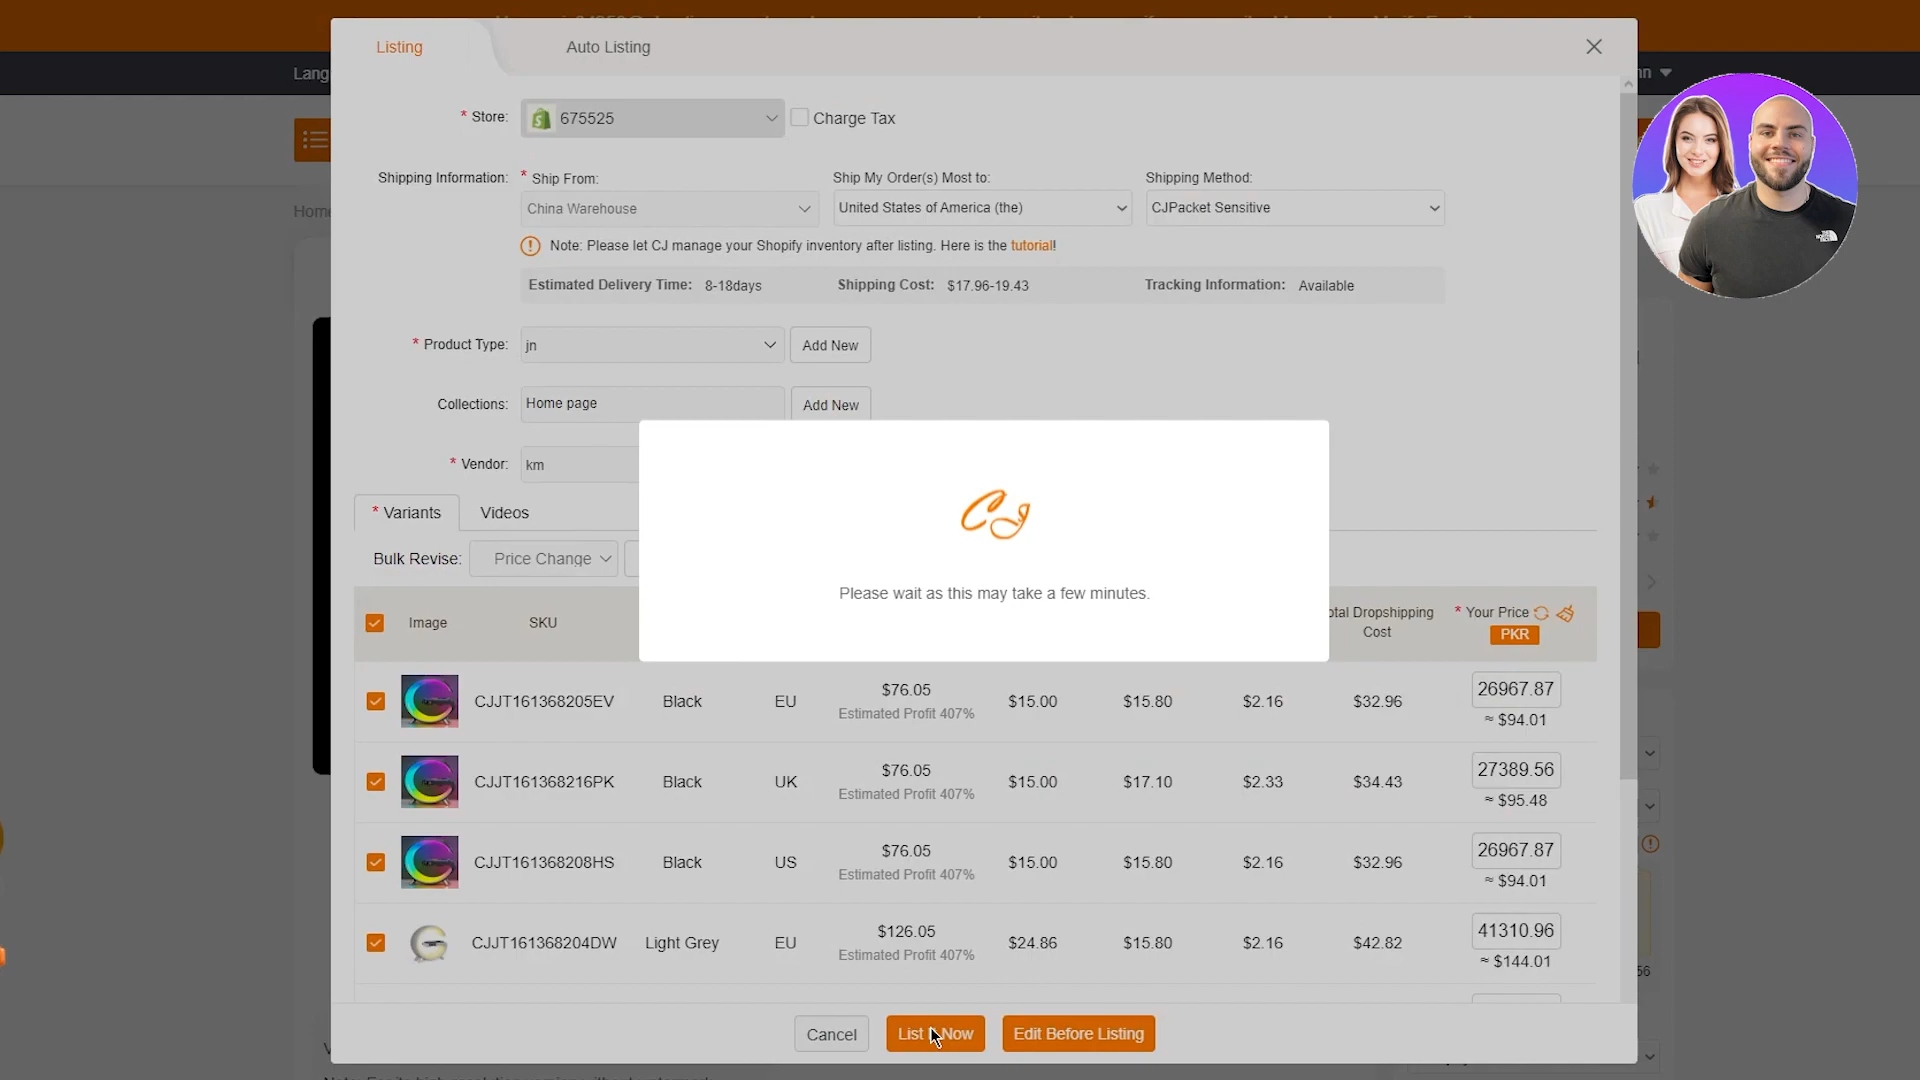 Listing
Auto Listing
Lang
nn
* Store:
675525
Charge Tax
Shipping Information:
* Ship From:
Ship My Order(s) Most to:
Shipping Method:
China Warehouse
United States of America (the)
CJPacket Sensitive
Home
Note: Please let CJ manage your Shopify inventory after listing. Here is the tutorial!
Estimated Delivery Time: 8-18days
Shipping Cost: $17.96-19.43
Tracking Information: Available
* Product Type:
jn
Add New
Collections:
Home page
Add New
* Vendor:
km
* Variants
Videos
CJ
Bulk Revise:
Price Change
Please wait as this may take a few minutes.
Image
SKU
otal Dropshipping
Cost
* Your Price
PKR
CJJT161368205EV
Black
EU
$76.05
Estimated Profit 407%
$15.00
$15.80
$2.16
$32.96
26967.87
≈ $94.01
CJJT161368216PK
Black
UK
$76.05
Estimated Profit 407%
$15.00
$17.10
$2.33
$34.43
27389.56
≈ $95.48
CJJT161368208HS
Black
US
$76.05
Estimated Profit 407%
$15.00
$15.80
$2.16
$32.96
26967.87
≈ $94.01
CJJT161368204DW
Light Grey
EU
$126.05
Estimated Profit 407%
$24.86
$15.80
$2.16
$42.82
41310.96
≈ $144.01
56
Cancel
List It Now
Edit Before Listing